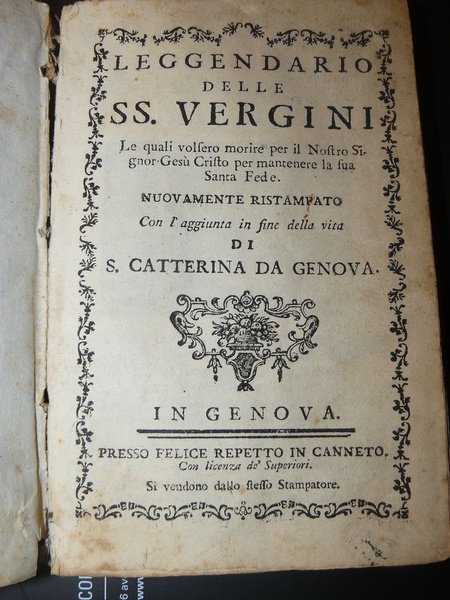 LEGGENDARIO
DELLE
SS. VERGINI
Le quali volsero morire per il Nostro Si-
gnor Gesù Cristo per mantenere la sua
Santa Fede.
NUOVAMENTE RISTAMPATO
Con l'aggiunta in fine della vita
DI
S. CATTERINA DA GENOVA.
IN GENOVA.
PRESSO FELICE REPETTO IN CANNETO.
Con licenza de' Superiori.
Si vendono dallo stesso Stampatore.